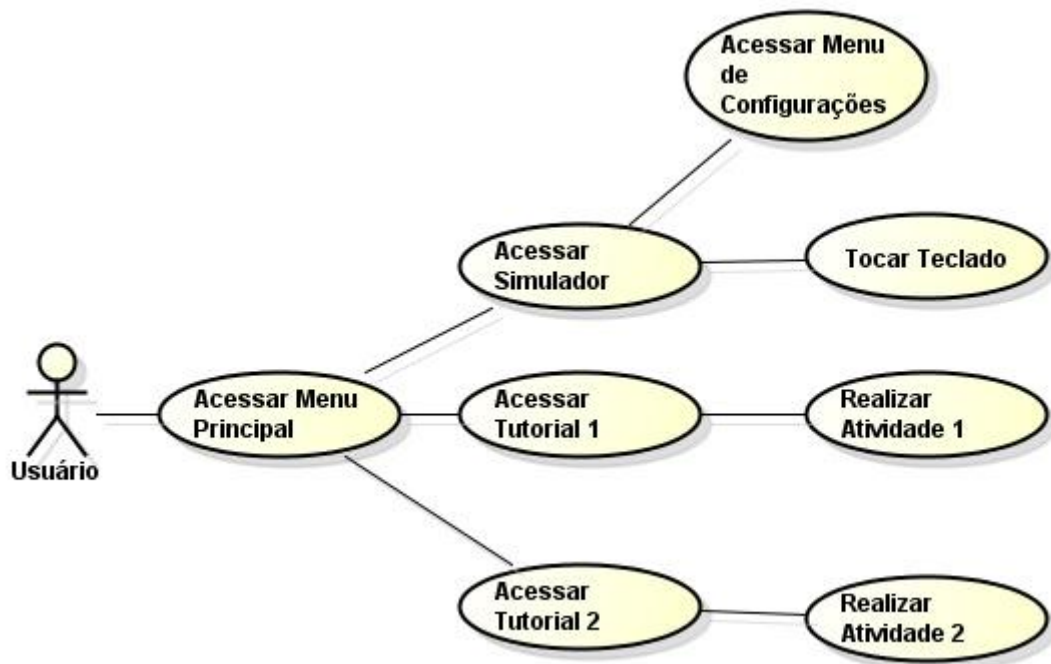 Acessar Menu
de
Configurações
Acessar
Simulador
Tocar Teclado
Usuário
Acessar Menu
Principal
Acessar
Tutorial 1
Realizar
Atividade 1
Acessar
Tutorial 2
Realizar
Atividade 2